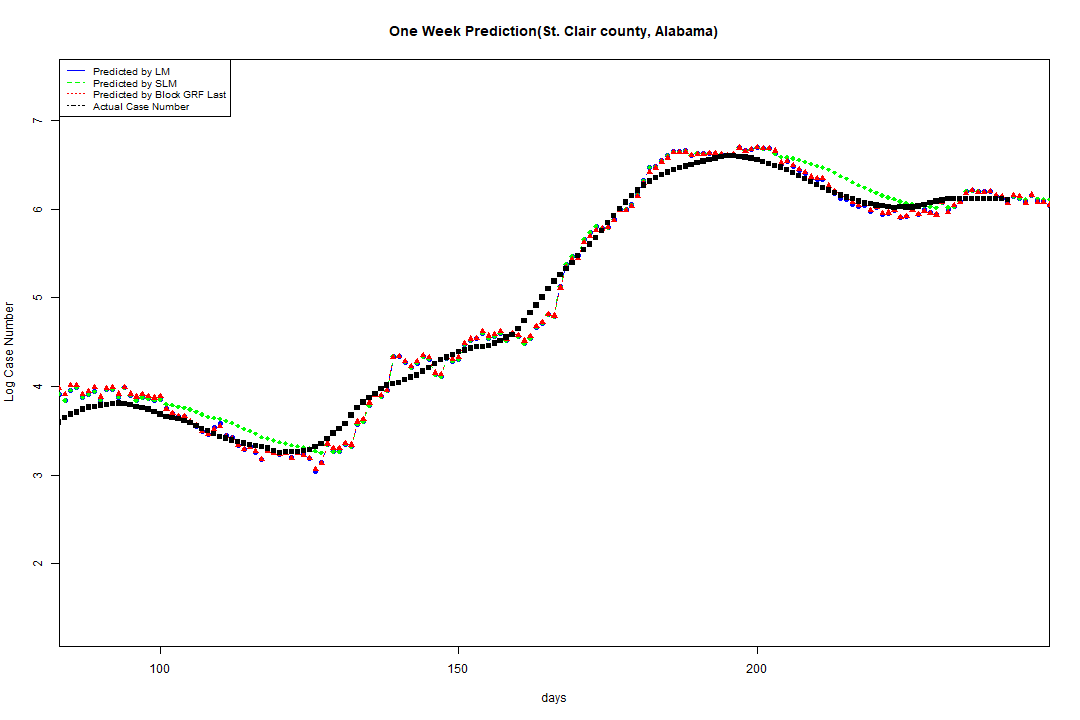 One Week Prediction(St. Clair county, Alabama)
Predicted by LM
Predicted by SLM
Predicted by Block GRF Last
Actual Case Number
7
6
5
4
3
2
Log Case Number
100 150 200
days